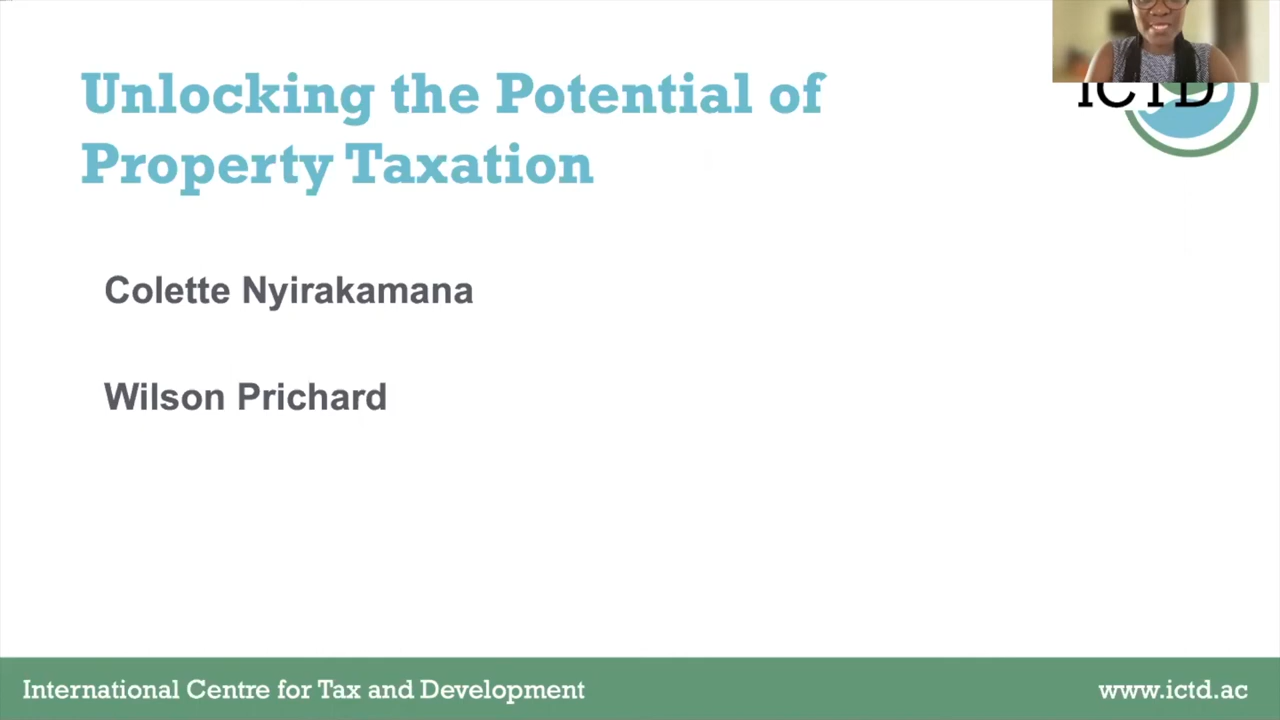 Unlocking the Potential of
Property Taxation
ICTD
Colette Nyirakamana
Wilson Prichard
International Centre for Tax and Development
www.ictd.ac